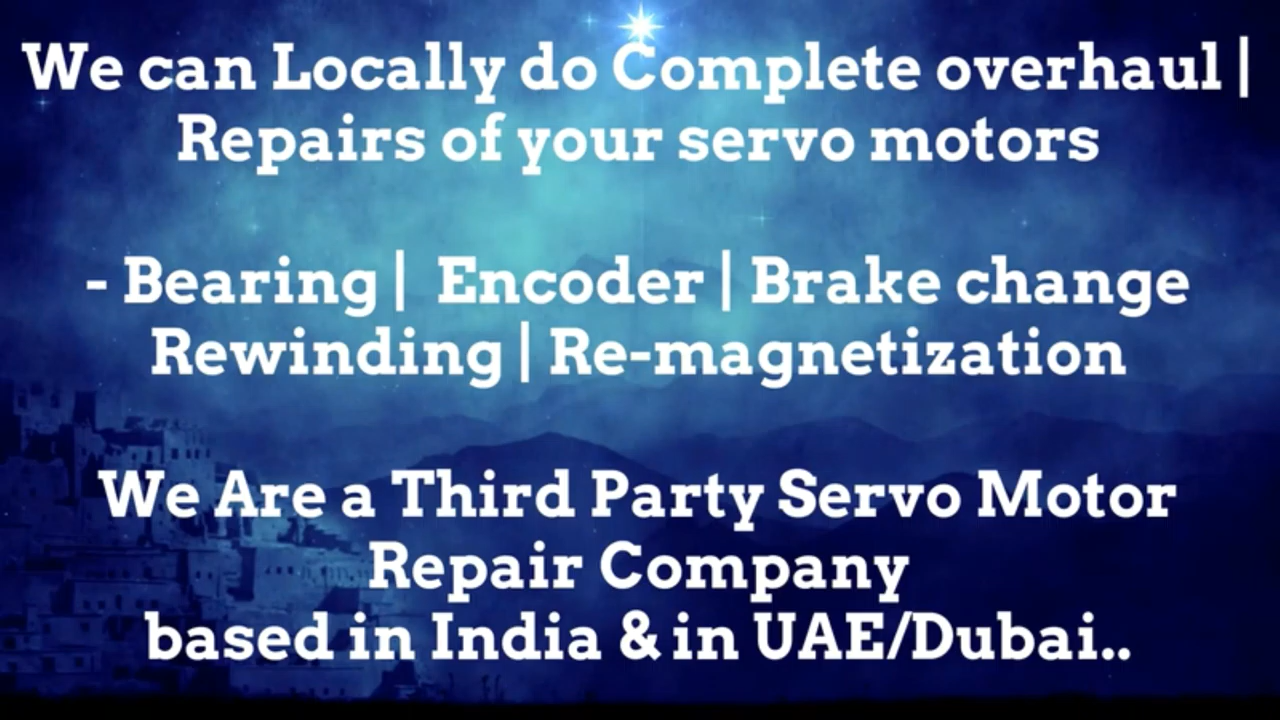 We can Locally do Complete overhaul |
Repairs of your servo motors
- Bearing |  Encoder | Brake change
Rewinding | Re-magnetization
We Are a Third Party Servo Motor
Repair Company
based in India & in UAE/Dubai..